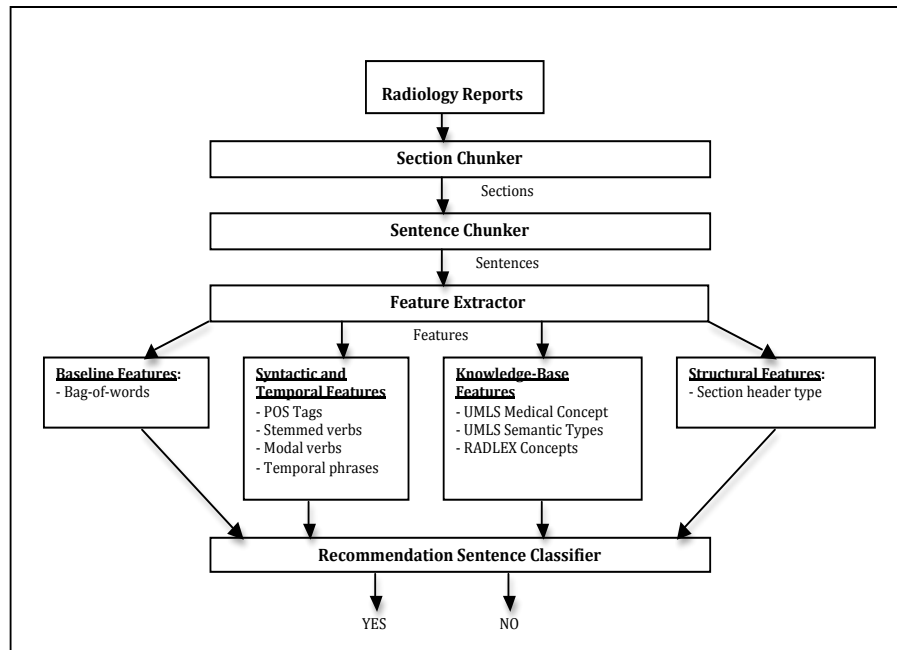 Radiology Reports
Section Chunker
Sections
Sentence Chunker
Sentences
Feature Extractor
Features
Baseline Features:
- Bag-of-words
Syntactic and
Temporal Features
- POS Tags
- Stemmed verbs
- Modal verbs
- Temporal phrases
Knowledge-Base
Features
- UMLS Medical Concept
- UMLS Semantic Types
- RADLEX Concepts
Structural Features:
- Section header type
Recommendation Sentence Classifier
YES
NO